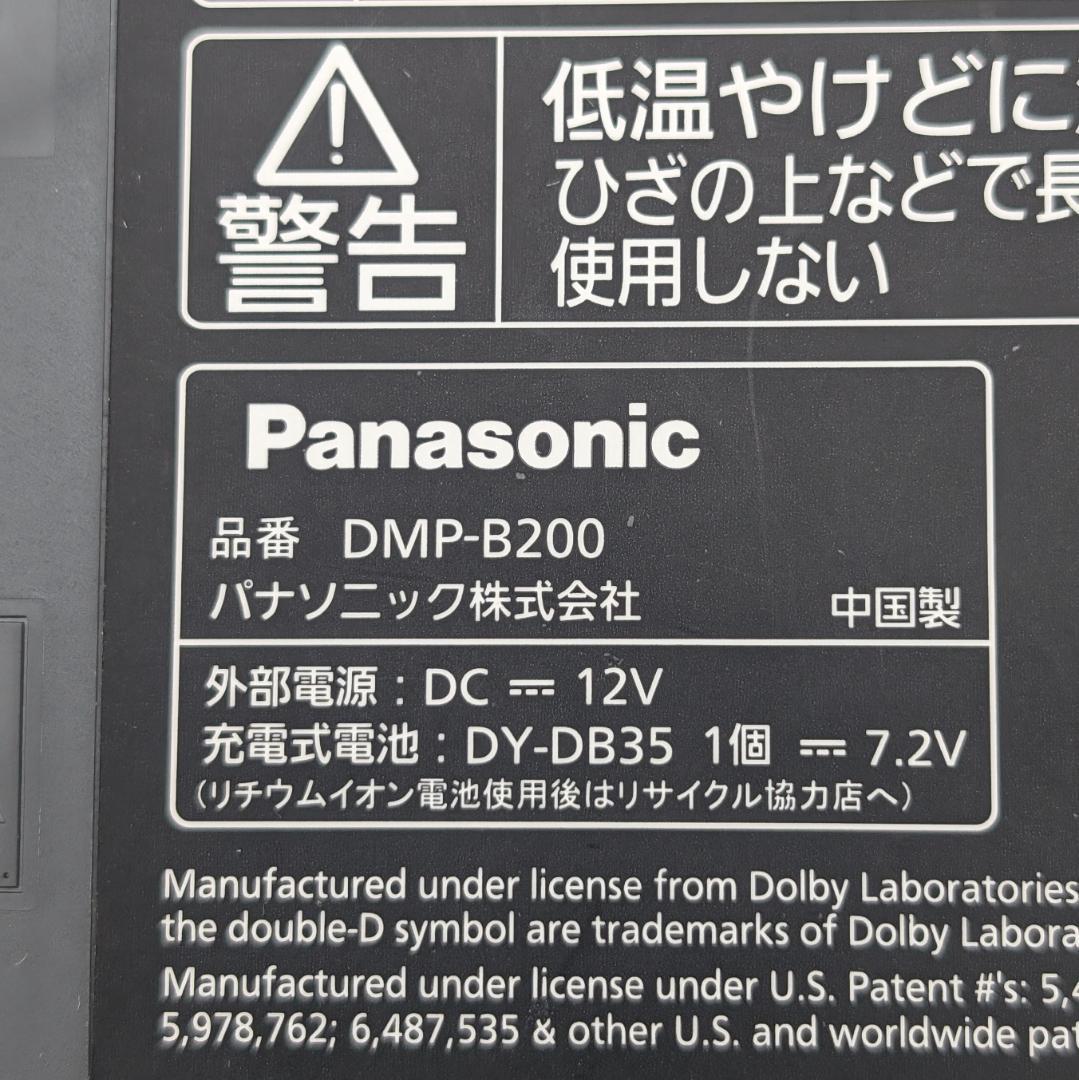 警告
低温やけどに
ひざの上などで長
使用しない
Panasonic
品番 DMP-B200
パナソニック株式会社 中国製
外部電源：DC ⎓ 12V
充電式電池：DY-DB35 1個 ⎓ 7.2V
（リチウムイオン電池使用後はリサイクル協力店へ）
Manufactured under license from Dolby Laboratories
the double-D symbol are trademarks of Dolby Labora
Manufactured under license under U.S. Patent #'s: 5,4
5,978,762; 6,487,535 & other U.S. and worldwide pat